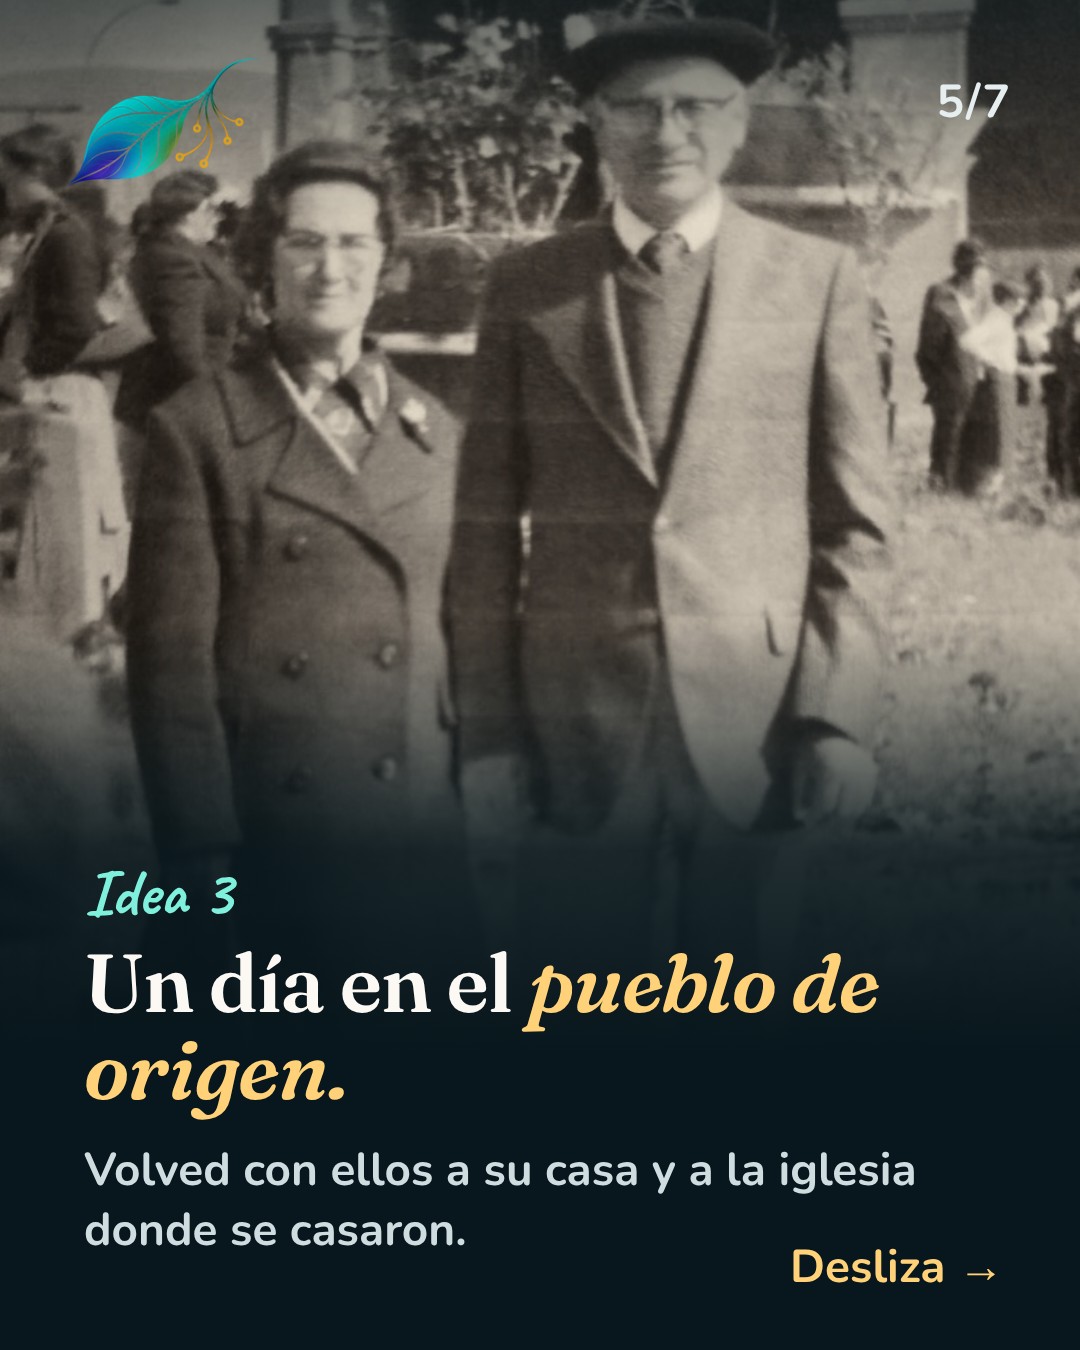 5/7
Idea 3
Un día en el pueblo de
origen.
Volved con ellos a su casa y a la iglesia
donde se casaron.
Desliza →